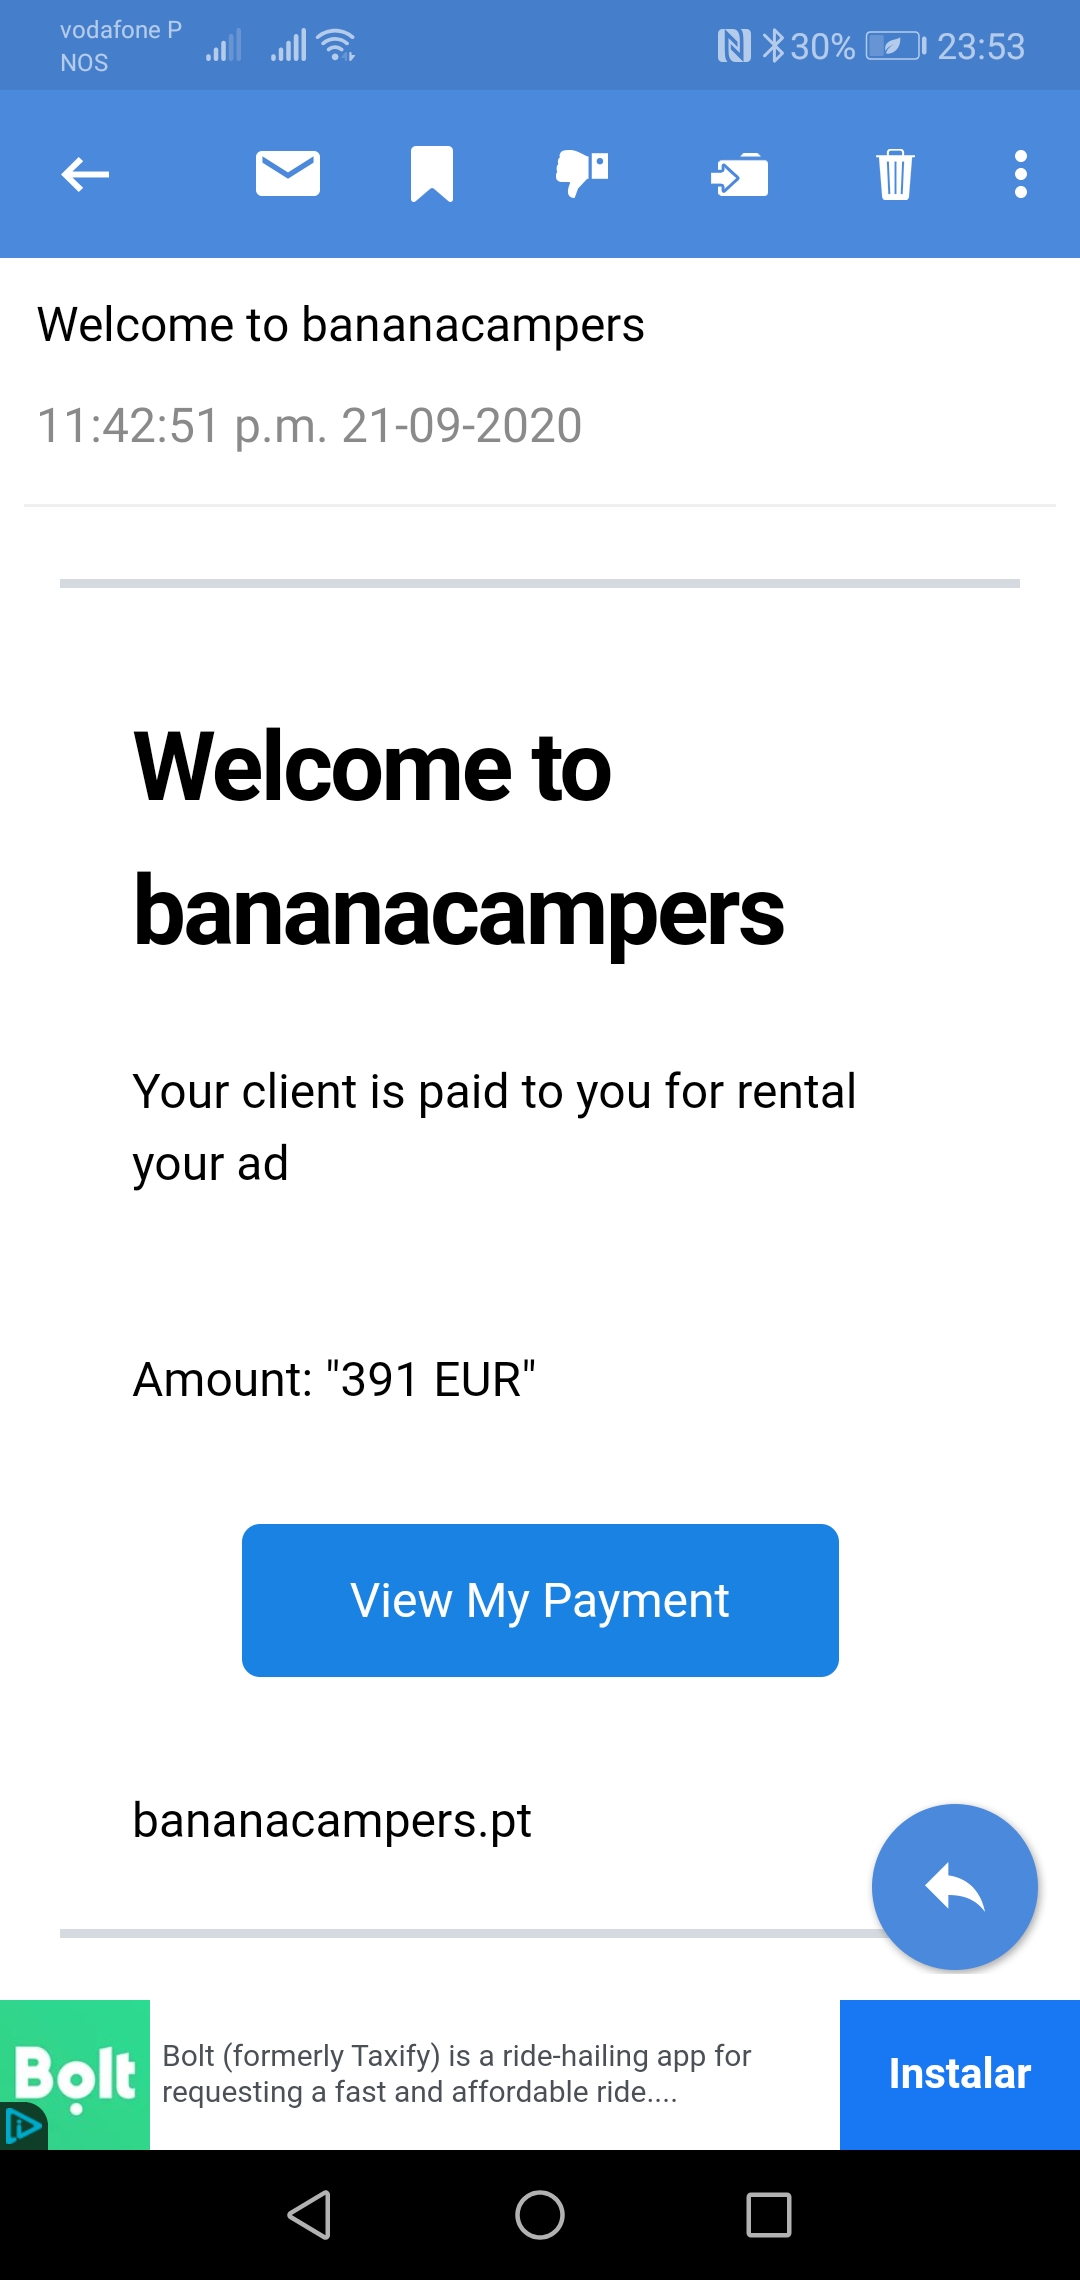 vodafone P
NOS
30%
23:53
Welcome to bananacampers
11:42:51 p.m. 21-09-2020
Welcome to
bananacampers
Your client is paid to you for rental
your ad
Amount: "391 EUR"
View My Payment
bananacampers.pt
Bolt
Bolt (formerly Taxify) is a ride-hailing app for
requesting a fast and affordable ride....
Instalar